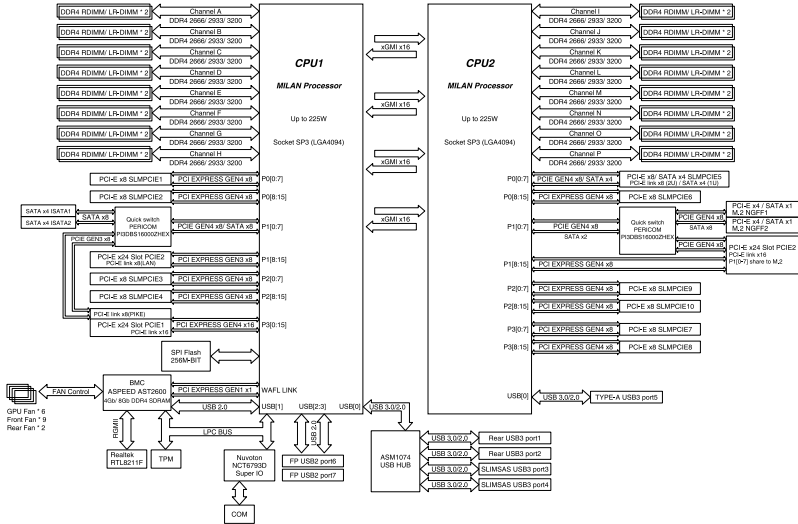 DDR4 RDIMM/ LR-DIMM * 2
Channel A
DDR4 2666/ 2933/ 3200
DDR4 RDIMM/ LR-DIMM * 2
Channel B
DDR4 2666/ 2933/ 3200
DDR4 RDIMM/ LR-DIMM * 2
Channel C
DDR4 2666/ 2933/ 3200
DDR4 RDIMM/ LR-DIMM * 2
Channel D
DDR4 2666/ 2933/ 3200
DDR4 RDIMM/ LR-DIMM * 2
Channel E
DDR4 2666/ 2933/ 3200
DDR4 RDIMM/ LR-DIMM * 2
Channel F
DDR4 2666/ 2933/ 3200
DDR4 RDIMM/ LR-DIMM * 2
Channel G
DDR4 2666/ 2933/ 3200
DDR4 RDIMM/ LR-DIMM * 2
Channel H
DDR4 2666/ 2933/ 3200
CPU1
MILAN Processor
Up to 225W
Socket SP3 (LGA4094)
xGMI x16
xGMI x16
xGMI x16
xGMI x16
CPU2
MILAN Processor
Up to 225W
Socket SP3 (LGA4094)
Channel I
DDR4 RDIMM/ LR-DIMM * 2
DDR4 2666/ 2933/ 3200
Channel J
DDR4 RDIMM/ LR-DIMM * 2
DDR4 2666/ 2933/ 3200
Channel K
DDR4 RDIMM/ LR-DIMM * 2
DDR4 2666/ 2933/ 3200
Channel L
DDR4 RDIMM/ LR-DIMM * 2
DDR4 2666/ 2933/ 3200
Channel M
DDR4 RDIMM/ LR-DIMM * 2
DDR4 2666/ 2933/ 3200
Channel N
DDR4 RDIMM/ LR-DIMM * 2
DDR4 2666/ 2933/ 3200
Channel O
DDR4 RDIMM/ LR-DIMM * 2
DDR4 2666/ 2933/ 3200
Channel P
DDR4 RDIMM/ LR-DIMM * 2
DDR4 2666/ 2933/ 3200
PCI-E x8 SLMPCIE1
PCI EXPRESS GEN4 x8
P0[0:7]
PCI-E x8 SLMPCIE2
PCI EXPRESS GEN4 x8
P0[8:15]
SATA x4 ISATA1
SATA x4 ISATA2
SATA x8
Quick switch
PERICOM
PI3DBS16000ZHEX
PCIE GEN4 x8/ SATA x8
P1[0:7]
PCIE GEN3 x8
PCI-E x24 Slot PCIE2
PCI-E link x8(LAN)
PCI EXPRESS GEN3 x8
P1[8:15]
PCI-E x8 SLMPCIE3
PCI EXPRESS GEN4 x8
P2[0:7]
PCI-E x8 SLMPCIE4
PCI EXPRESS GEN4 x8
P2[8:15]
PCI-E link x8(PIKE)
PCI-E x24 Slot PCIE1
PCI-E link x16
PCI EXPRESS GEN4 x16
P3[0:15]
SPI Flash
256M-BIT
GPU Fan * 6
Front Fan * 9
Rear Fan * 2
FAN Control
BMC
ASPEED AST2600
4Gb/ 8Gb DDR4 SDRAM
PCI EXPRESS GEN1 x1
WAFL LINK
USB 2.0
USB[1]
USB[2:3]
USB[0]
RGMII
LPC BUS
Realtek
RTL8211F
TPM
Nuvoton
NCT6793D
Super IO
COM
USB 2.0
FP USB2 port6
FP USB2 port7
USB 3.0/2.0
ASM1074
USB HUB
USB 3.0/2.0
Rear USB3 port1
USB 3.0/2.0
Rear USB3 port2
USB 3.0/2.0
SLIMSAS USB3 port3
USB 3.0/2.0
SLIMSAS USB3 port4
P0[0:7]
PCIE GEN4 x8/ SATA x4
PCI-E x8/ SATA x4 SLMPCIE5
PCI-E link x8 (2U) / SATA x4 (1U)
P0[8:15]
PCI EXPRESS GEN4 x8
PCI-E x8 SLMPCIE6
P1[0:7]
PCIE GEN4 x8
SATA x2
Quick switch
PERICOM
PI3DBS16000ZHEX
PCIE GEN4 x8
SATA x8
PCIE GEN4 x8
PCI-E x4 / SATA x1
M.2 NGFF1
PCI-E x4 / SATA x1
M.2 NGFF2
PCI-E x24 Slot PCIE2
PCI-E link x16
P1[0-7] share to M.2
P1[8:15]
PCI EXPRESS GEN4 x8
P2[0:7]
PCI EXPRESS GEN4 x8
PCI-E x8 SLMPCIE9
P2[8:15]
PCI EXPRESS GEN4 x8
PCI-E x8 SLMPCIE10
P3[0:7]
PCI EXPRESS GEN4 x8
PCI-E x8 SLMPCIE7
P3[8:15]
PCI EXPRESS GEN4 x8
PCI-E x8 SLMPCIE8
USB[0]
USB 3.0/2.0
TYPE-A USB3 port5